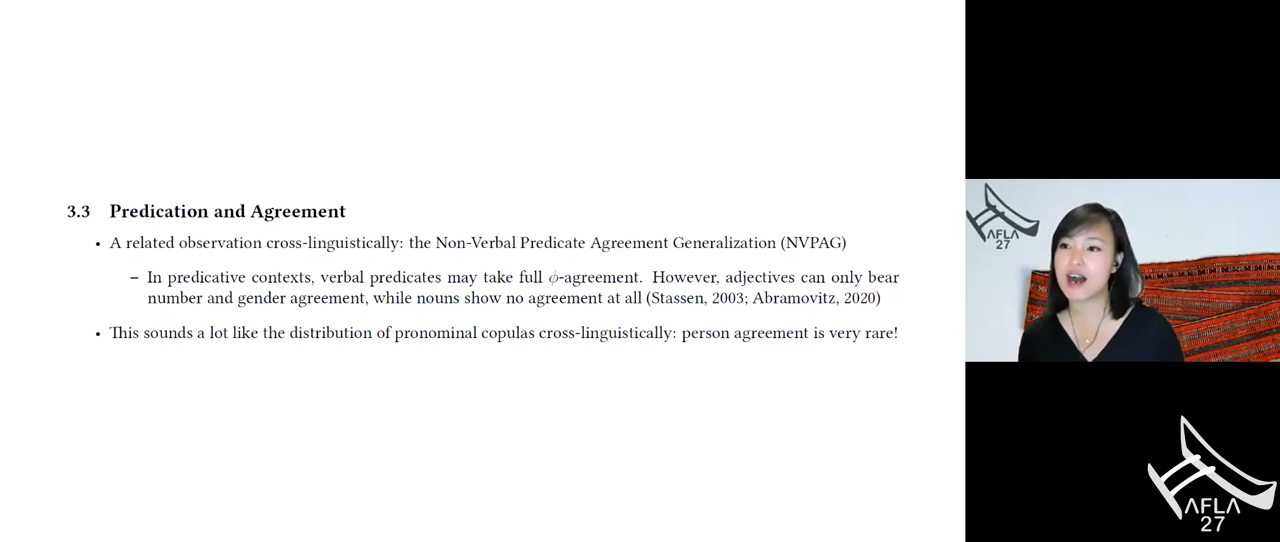 3.3 Predication and Agreement
• A related observation cross-linguistically: the Non-Verbal Predicate Agreement Generalization (NVPAG)
– In predicative contexts, verbal predicates may take full ϕ-agreement. However, adjectives can only bear
number and gender agreement, while nouns show no agreement at all (Stassen, 2003; Abramovitz, 2020)
• This sounds a lot like the distribution of pronominal copulas cross-linguistically: person agreement is very rare!
AFLA
27
AFLA
27